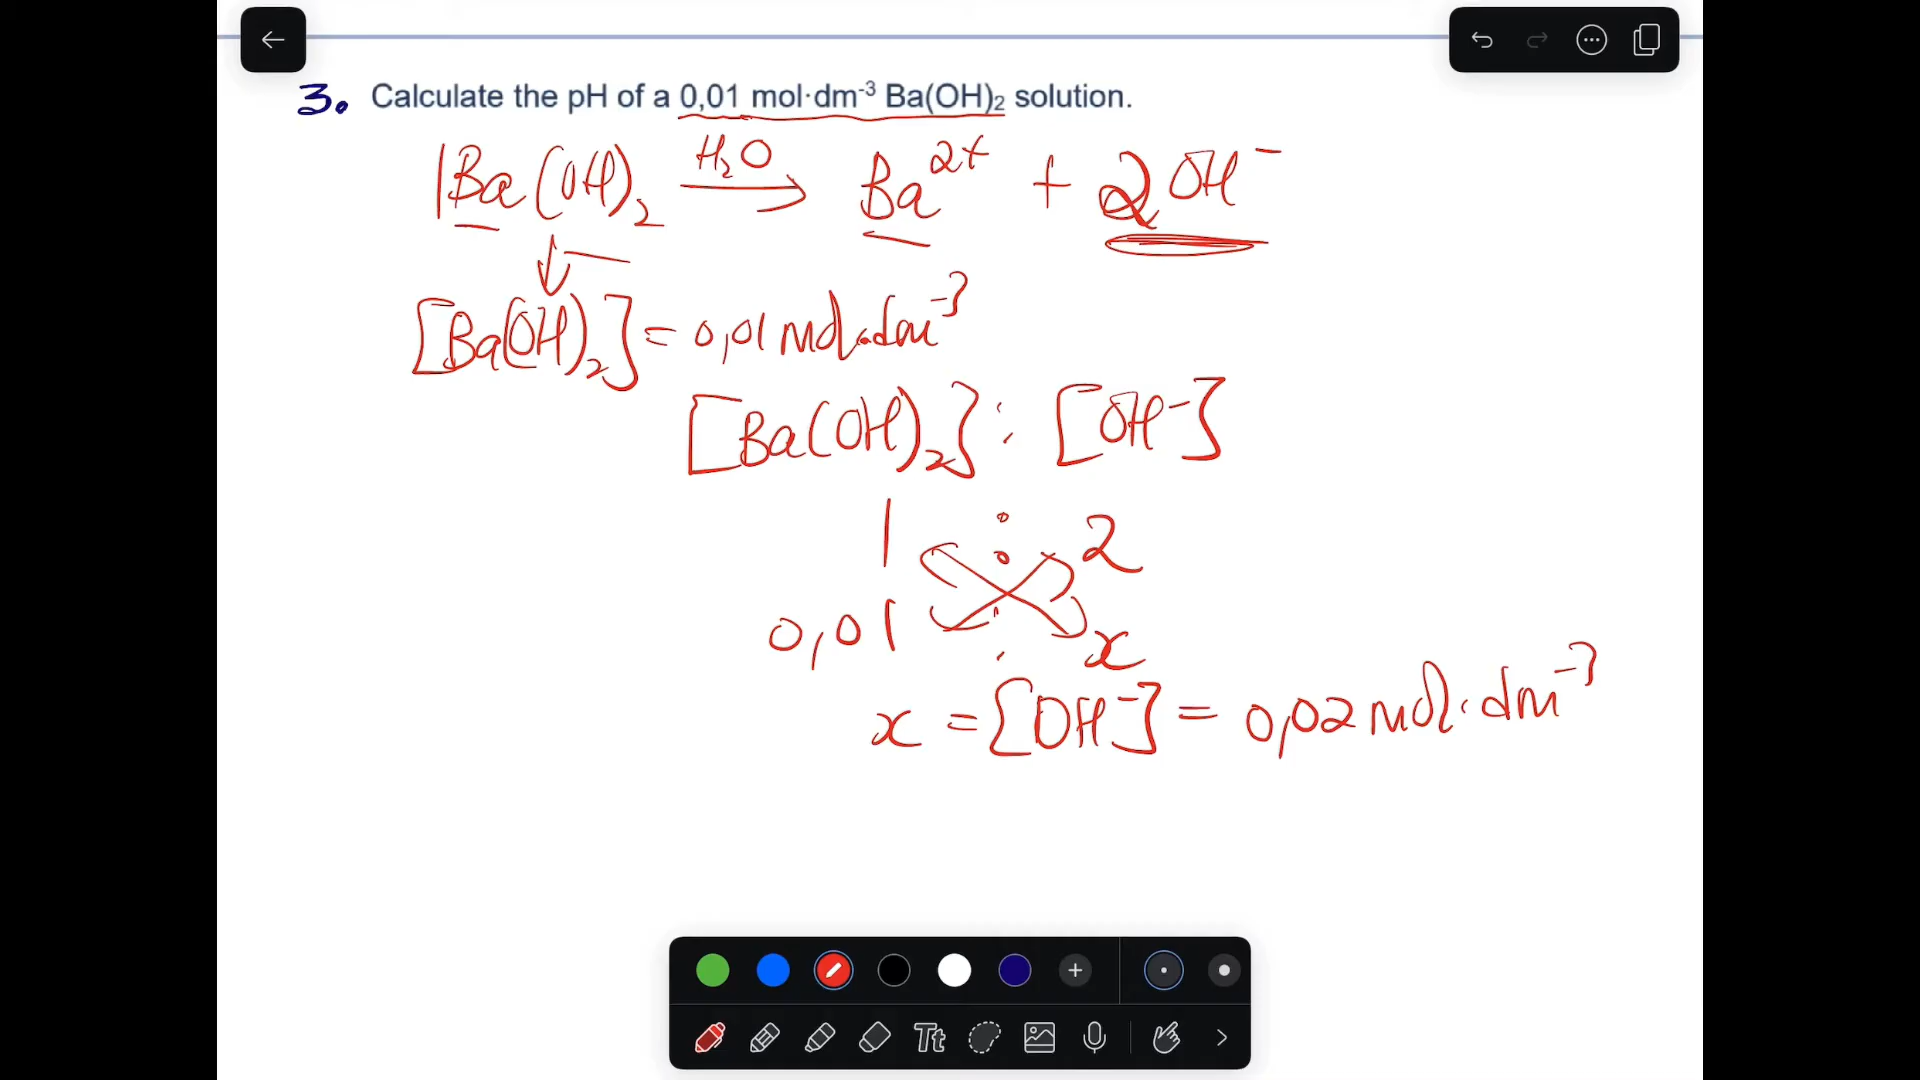 3. Calculate the pH of a 0,01 mol·dm⁻³ Ba(OH)₂ solution.
1Ba(OH)₂ H₂O → Ba²⁺ + 2OH⁻
[Ba(OH)₂] = 0,01 mol·dm⁻³
[Ba(OH)₂] : [OH⁻]
1 : 2
0,01 : x
x = [OH⁻] = 0,02 mol·dm⁻³
Tt